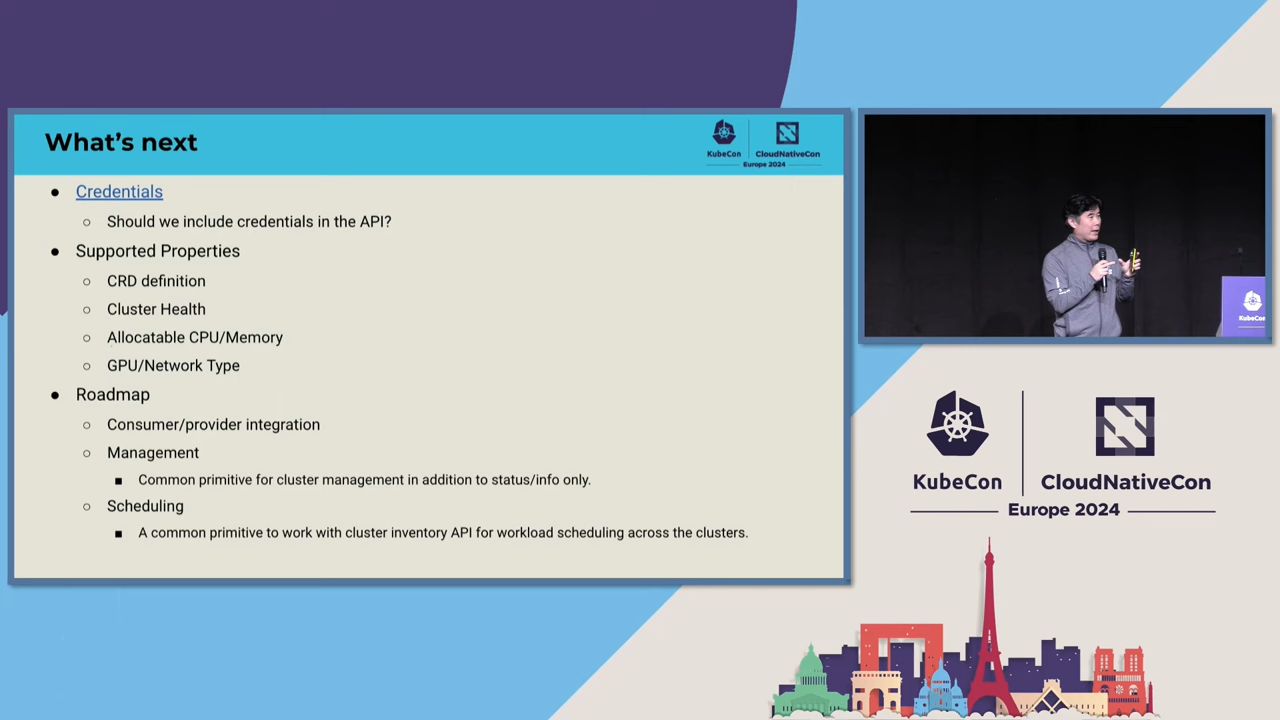 What's next
KubeCon
CloudNativeCon
Europe 2024
● Credentials
○ Should we include credentials in the API?
● Supported Properties
○ CRD definition
○ Cluster Health
○ Allocatable CPU/Memory
○ GPU/Network Type
● Roadmap
○ Consumer/provider integration
○ Management
■ Common primitive for cluster management in addition to status/info only.
○ Scheduling
■ A common primitive to work with cluster inventory API for workload scheduling across the clusters.
KubeCon
KubeCon
CloudNativeCon
Europe 2024